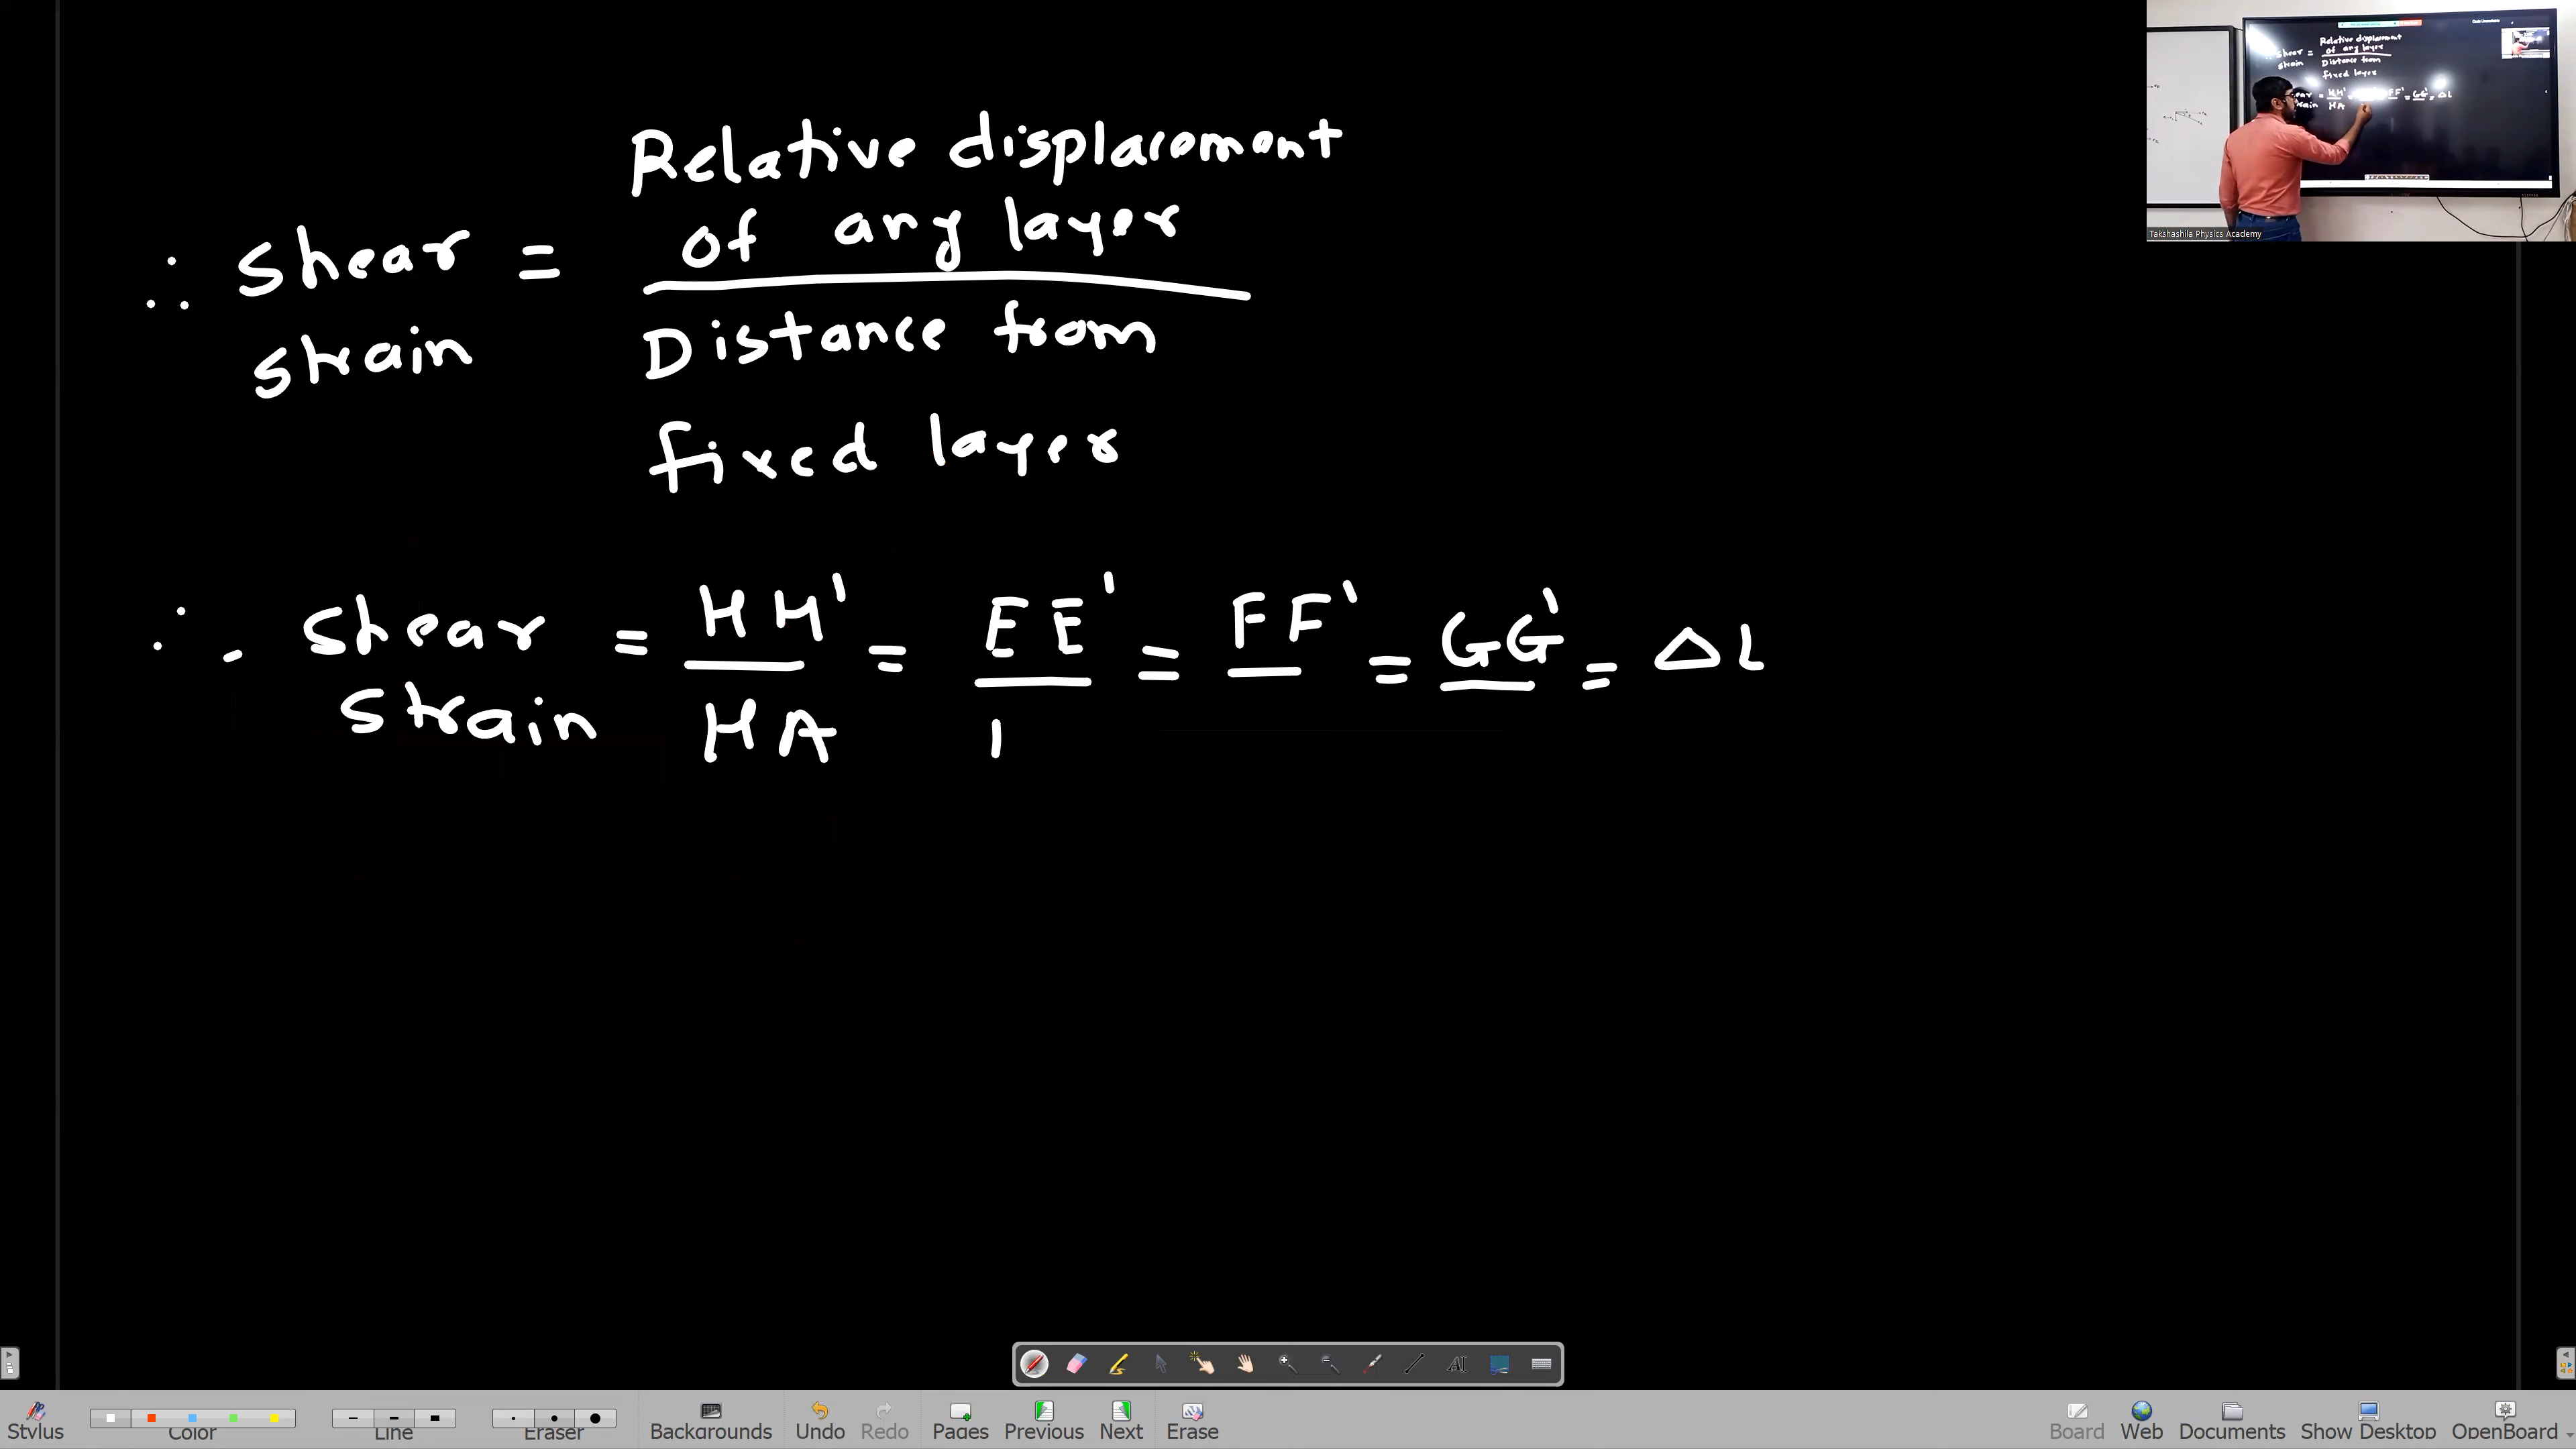 ∴ Shear = Relative displacement
of any layer
strain Distance from
fixed layer
∴ Shear = HH' = EE' = FF' = GG' = ΔL
strain HA
Takshashila Physics Academy
Stylus Color Line Eraser Backgrounds Undo Redo Pages Previous Next Erase Board Web Documents Show Desktop OpenBoard